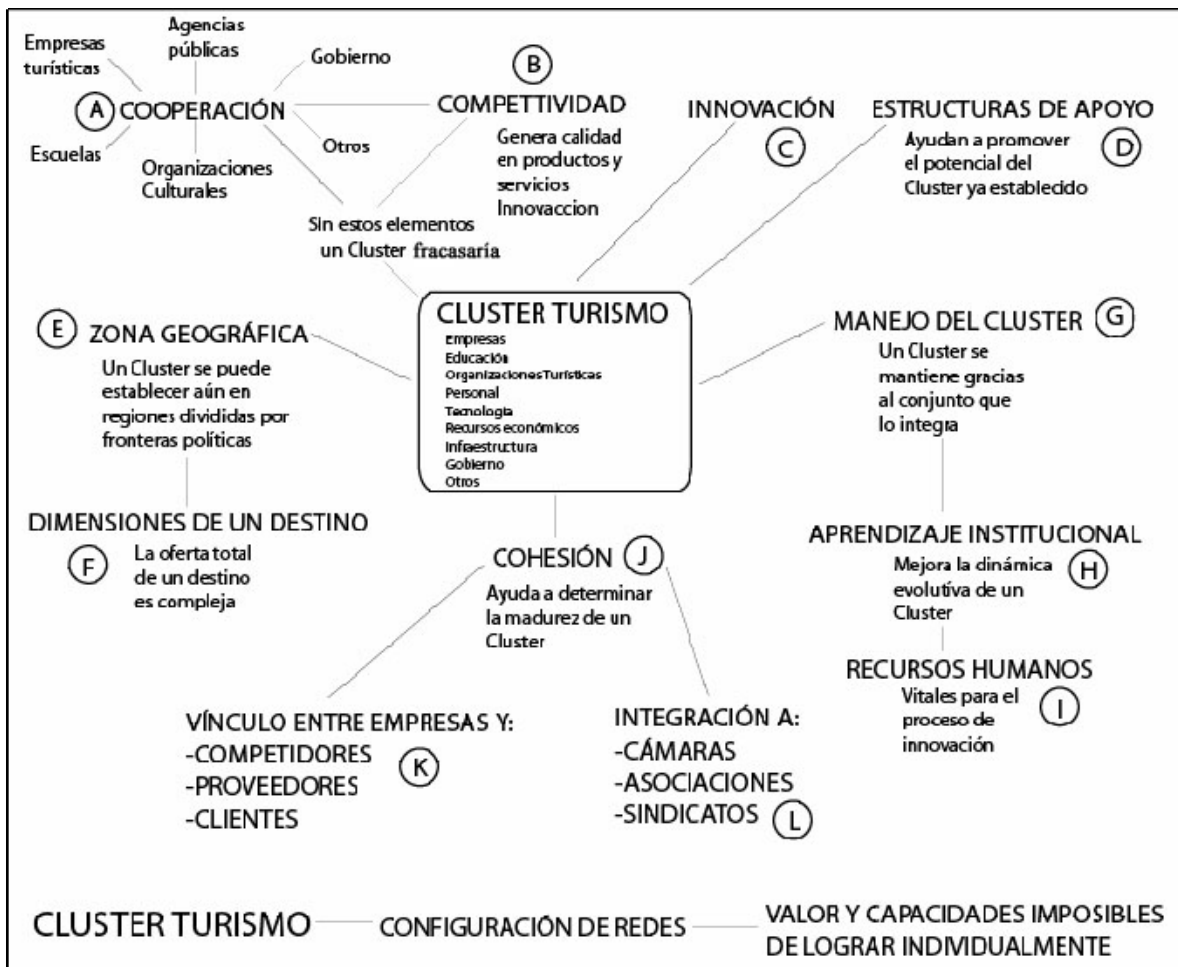 Empresas
turísticas
Agencias
públicas
Gobierno
A COOPERACIÓN
Escuelas
Organizaciones
Culturales
Otros
B
COMPETTIVIDAD
Genera calidad
en productos y
servicios
Innovaccion
Sin estos elementos
un Cluster fracasaría
INNOVACIÓN
C
ESTRUCTURAS DE APOYO
Ayudan a promover
el potencial del
Cluster ya establecido
D
E ZONA GEOGRÁFICA
Un Cluster se puede
establecer aún en
regiones divididas por
fronteras políticas
CLUSTER TURISMO
Empresas
Educación
Organizaciones Turísticas
Personal
Tecnología
Recursos económicos
Infraestructura
Gobierno
Otros
MANEJO DEL CLUSTER G
Un Cluster se
mantiene gracias
al conjunto que
lo integra
DIMENSIONES DE UN DESTINO
F
La oferta total
de un destino
es compleja
COHESIÓN J
Ayuda a determinar
la madurez de un
Cluster
APRENDIZAJE INSTITUCIONAL
Mejora la dinámica
evolutiva de un
Cluster
H
RECURSOS HUMANOS
Vitales para el
proceso de
innovación
I
VÍNCULO ENTRE EMPRESAS Y:
-COMPETIDORES
-PROVEEDORES
-CLIENTES
K
INTEGRACIÓN A:
-CÁMARAS
-ASOCIACIONES
-SINDICATOS L
CLUSTER TURISMO
CONFIGURACIÓN DE REDES
VALOR Y CAPACIDADES IMPOSIBLES
DE LOGRAR INDIVIDUALMENTE